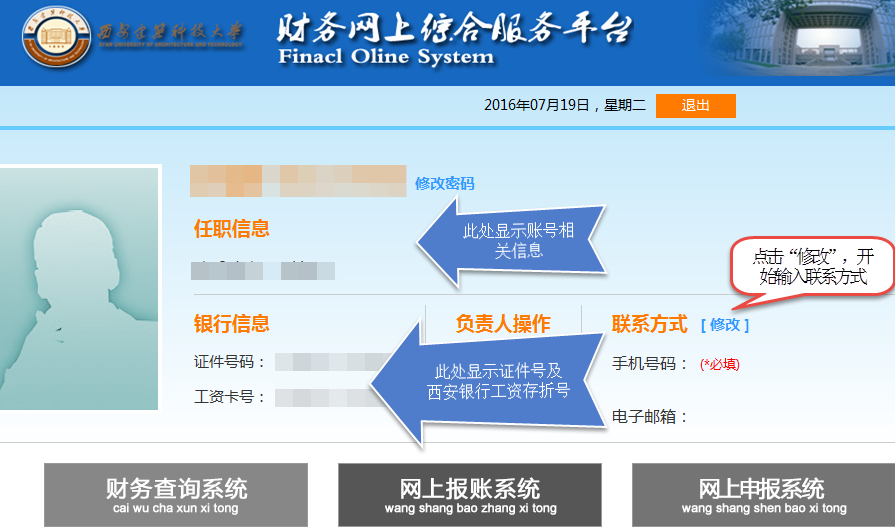 西安建筑科技大学
XI'AN UNIVERSITY OF ARCHITECTURE AND TECHNOLOGY
财务网上综合服务平台
Finacl Oline System
2016年07月19日，星期二
退出
修改密码
任职信息
此处显示账号相
关信息
点击“修改”，开
始输入联系方式
银行信息
负责人操作
联系方式
[ 修改 ]
证件号码：
此处显示证件号及
西安银行工资存折号
手机号码：
(*必填)
工资卡号：
电子邮箱：
财务查询系统
网上报账系统
网上申报系统
cai wu cha xun xi tong
wang shang bao zhang xi tong
wang shang shen bao xi tong